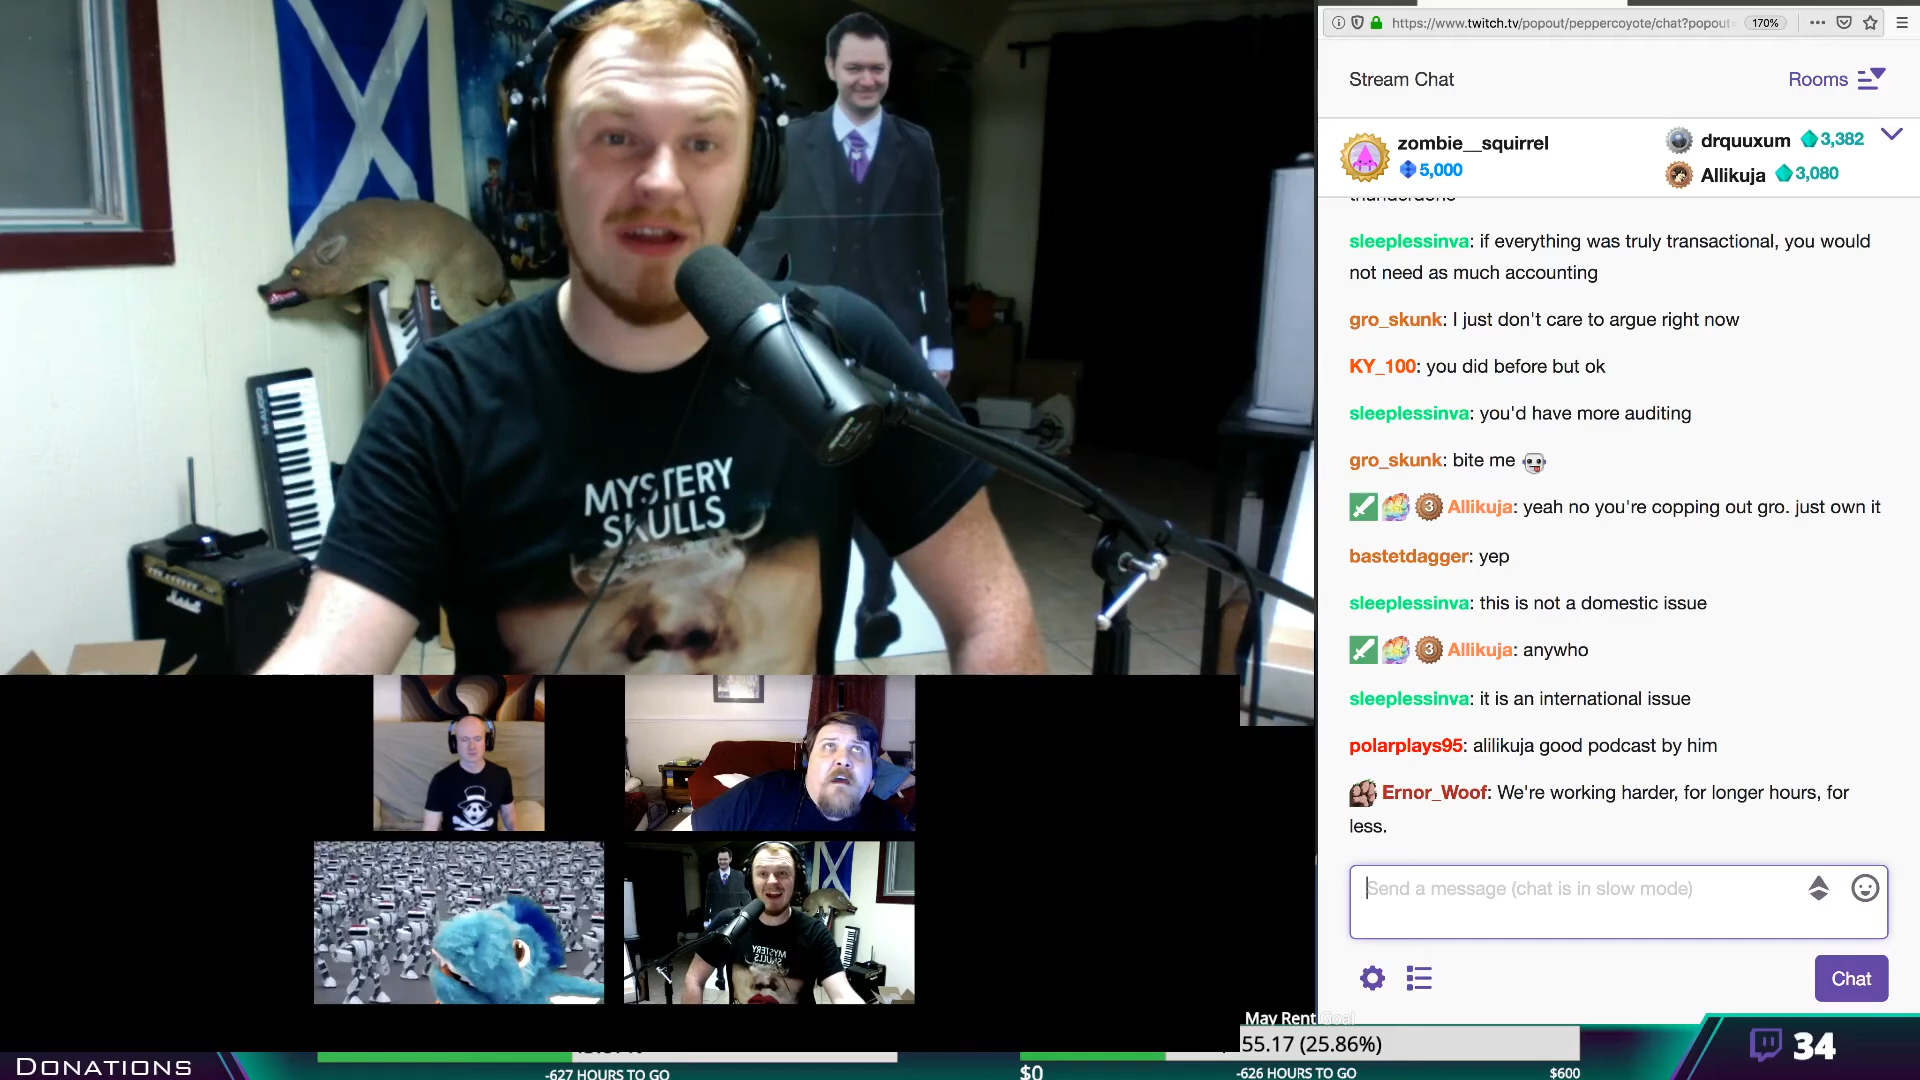 https://www.twitch.tv/popout/peppercoyote/chat?popout=
170%
Stream Chat
Rooms
zombie__squirrel
5,000
drquuxum 3,382
Allikuja 3,080
sleeplessinva: if everything was truly transactional, you would
not need as much accounting
gro_skunk: I just don't care to argue right now
KY_100: you did before but ok
sleeplessinva: you'd have more auditing
gro_skunk: bite me
3 Allikuja: yeah no you're copping out gro. just own it
bastetdagger: yep
sleeplessinva: this is not a domestic issue
3 Allikuja: anywho
sleeplessinva: it is an international issue
polarplays95: alilikuja good podcast by him
Ernor_Woof: We're working harder, for longer hours, for
less.
Send a message (chat is in slow mode)
Chat
MYSTERY
SKULLS
MYSTERY
SKULLS
May Rent Goal
55.17 (25.86%)
DONATIONS
-627 HOURS TO GO
$0
-626 HOURS TO GO
$600
34